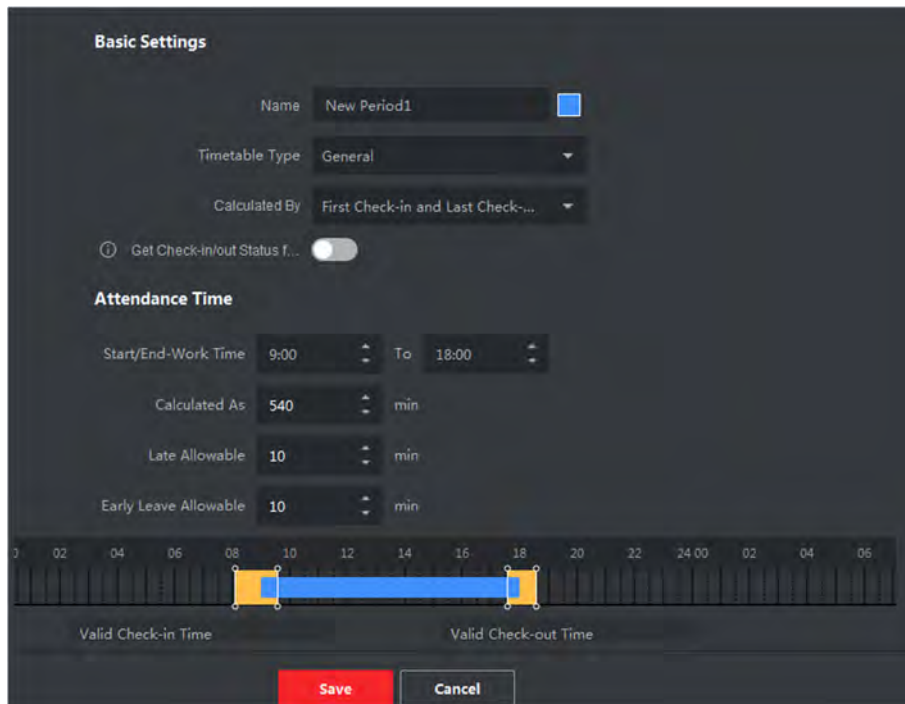 Basic Settings
Name New Period1
Timetable Type General
Calculated By First Check-in and Last Check-...
Get Check-in/out Status f...
Attendance Time
Start/End-Work Time 9:00 To 18:00
Calculated As 540 min
Late Allowable 10 min
Early Leave Allowable 10 min
02 04 06 08 10 12 14 16 18 20 22 24 00 02 04 06
Valid Check-in Time Valid Check-out Time
Save Cancel